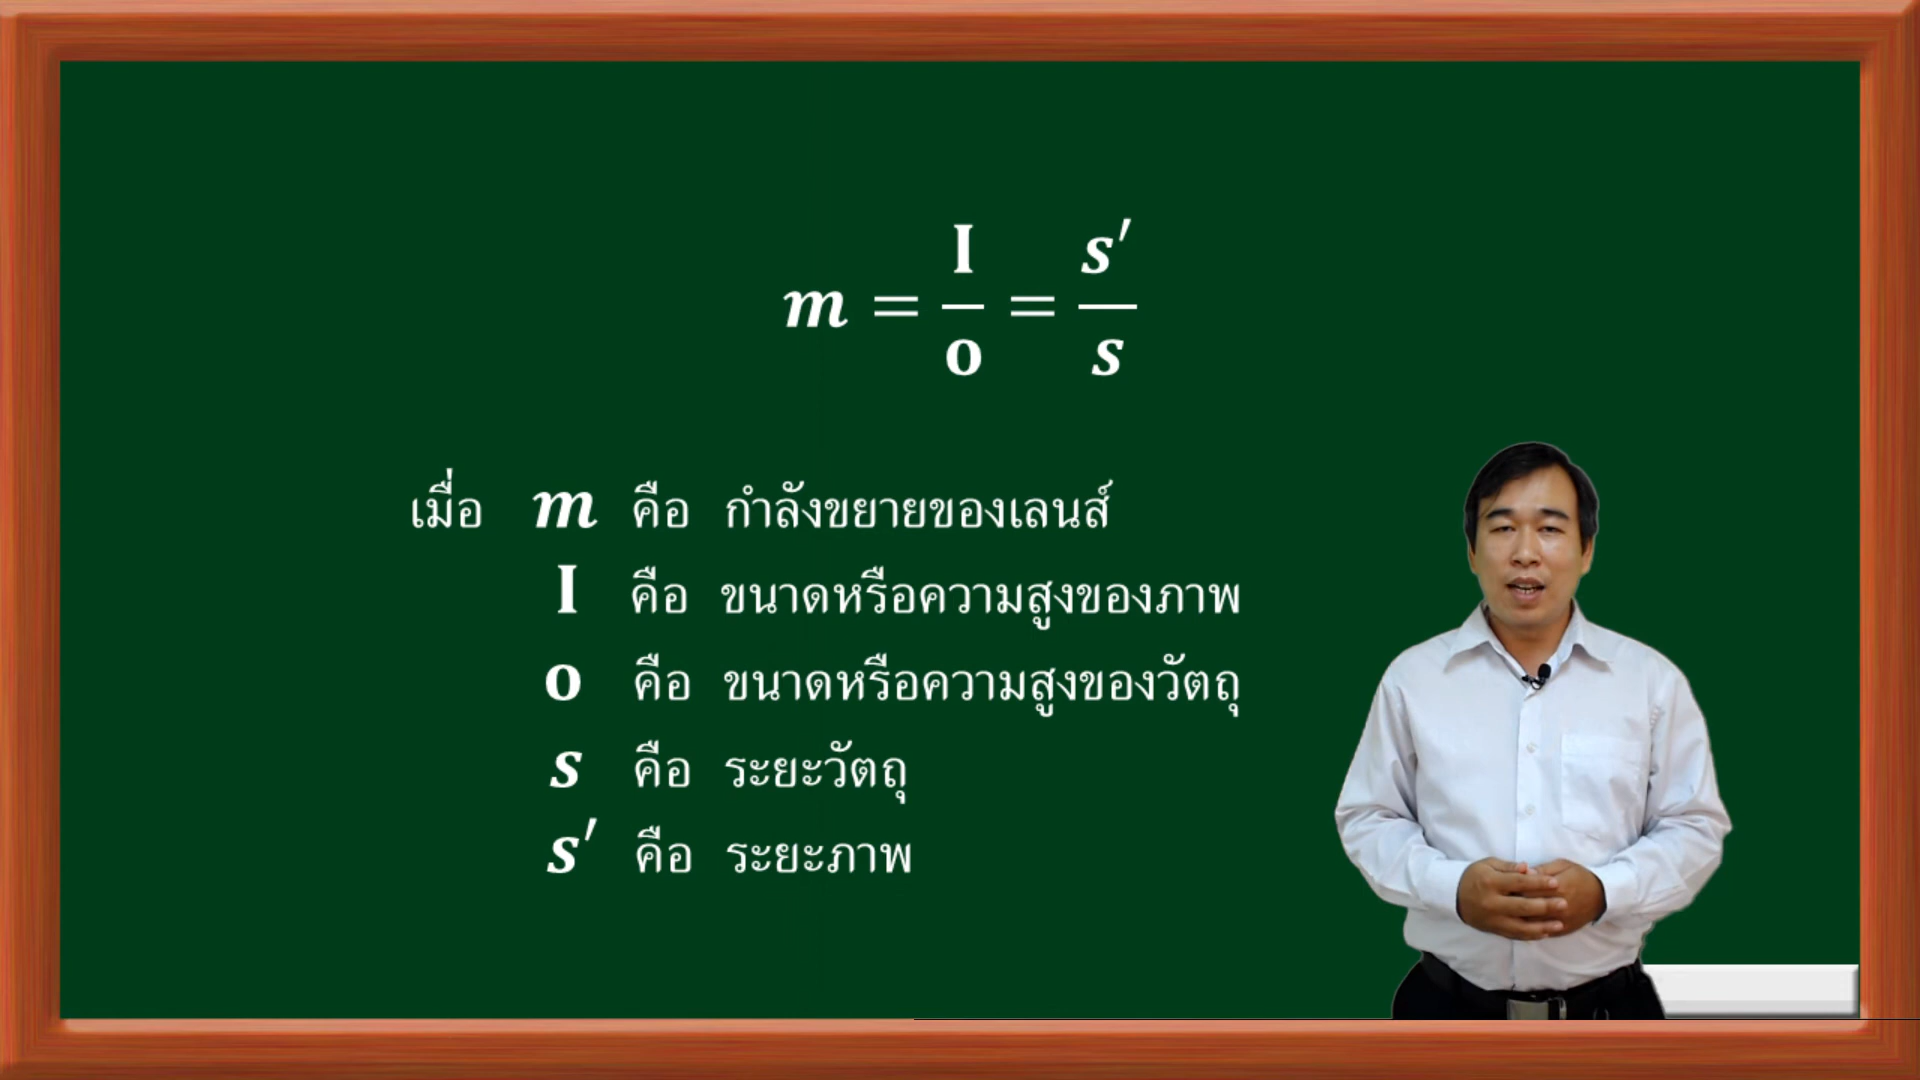 m = I/o = s′/s
เมื่อ m คือ กำลังขยายของเลนส์
I คือ ขนาดหรือความสูงของภาพ
o คือ ขนาดหรือความสูงของวัตถุ
s คือ ระยะวัตถุ
s′ คือ ระยะภาพ